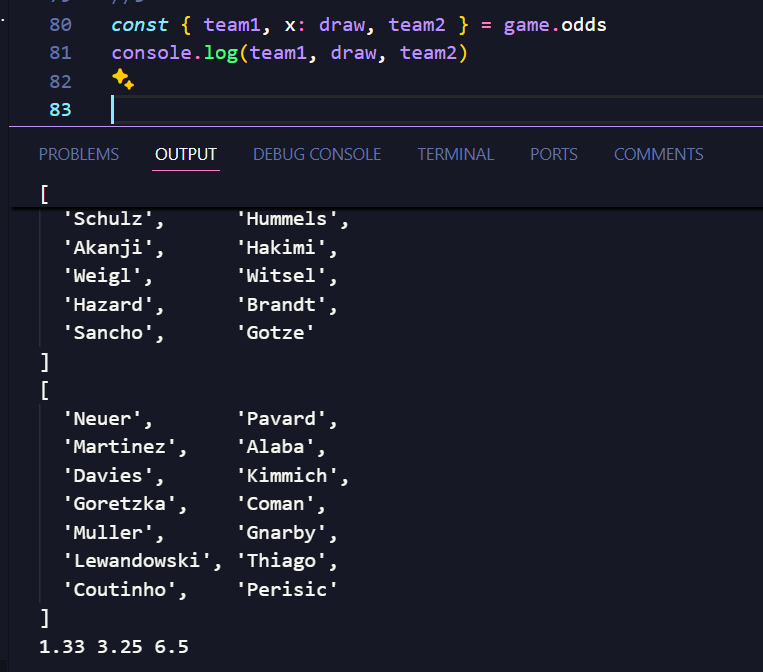 80 const { team1, x: draw, team2 } = game.odds
81 console.log(team1, draw, team2)
82
83
PROBLEMS OUTPUT DEBUG CONSOLE TERMINAL PORTS COMMENTS
[
'Schulz', 'Hummels',
'Akanji', 'Hakimi',
'Weigl', 'Witsel',
'Hazard', 'Brandt',
'Sancho', 'Gotze'
]
[
'Neuer', 'Pavard',
'Martinez', 'Alaba',
'Davies', 'Kimmich',
'Goretzka', 'Coman',
'Muller', 'Gnarby',
'Lewandowski', 'Thiago',
'Coutinho', 'Perisic'
]
1.33 3.25 6.5